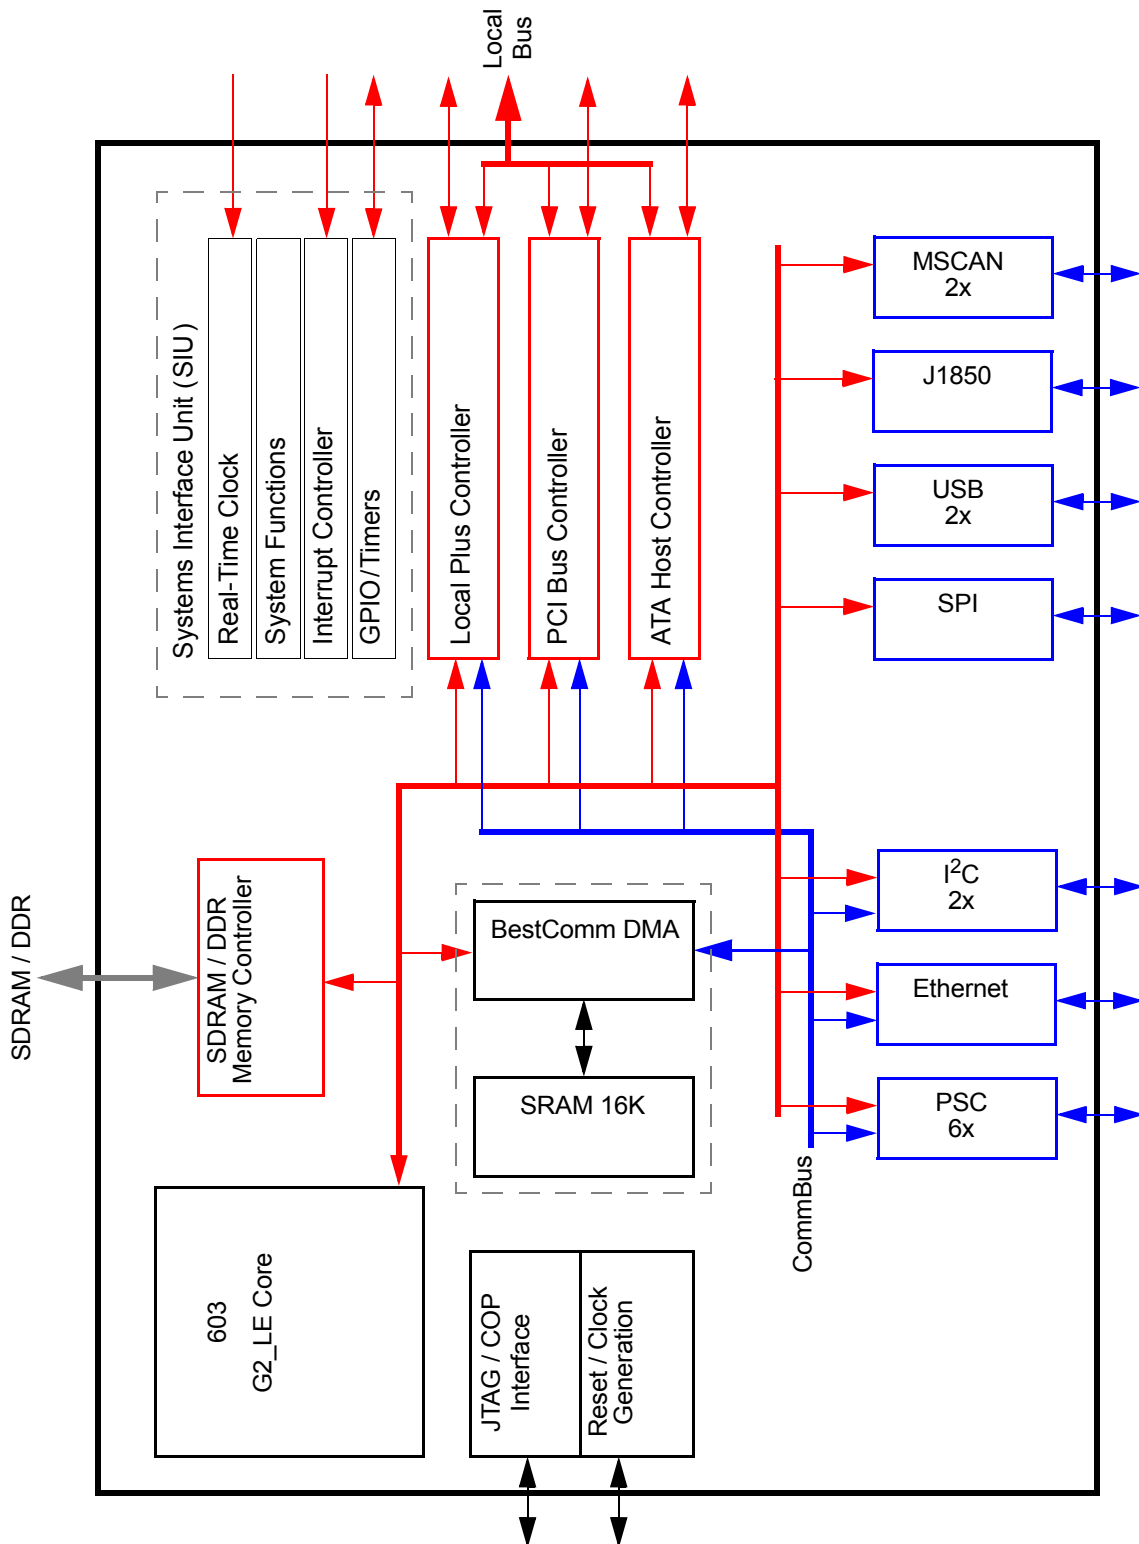 Local
Bus
Systems Interface Unit (SIU)
Real-Time Clock
System Functions
Interrupt Controller
GPIO/Timers
Local Plus Controller
PCI Bus Controller
ATA Host Controller
MSCAN
2x
J1850
USB
2x
SPI
SDRAM / DDR
SDRAM / DDR
Memory Controller
BestComm DMA
SRAM 16K
I²C
2x
Ethernet
PSC
6x
CommBus
603
G2_LE Core
JTAG / COP
Interface
Reset / Clock
Generation